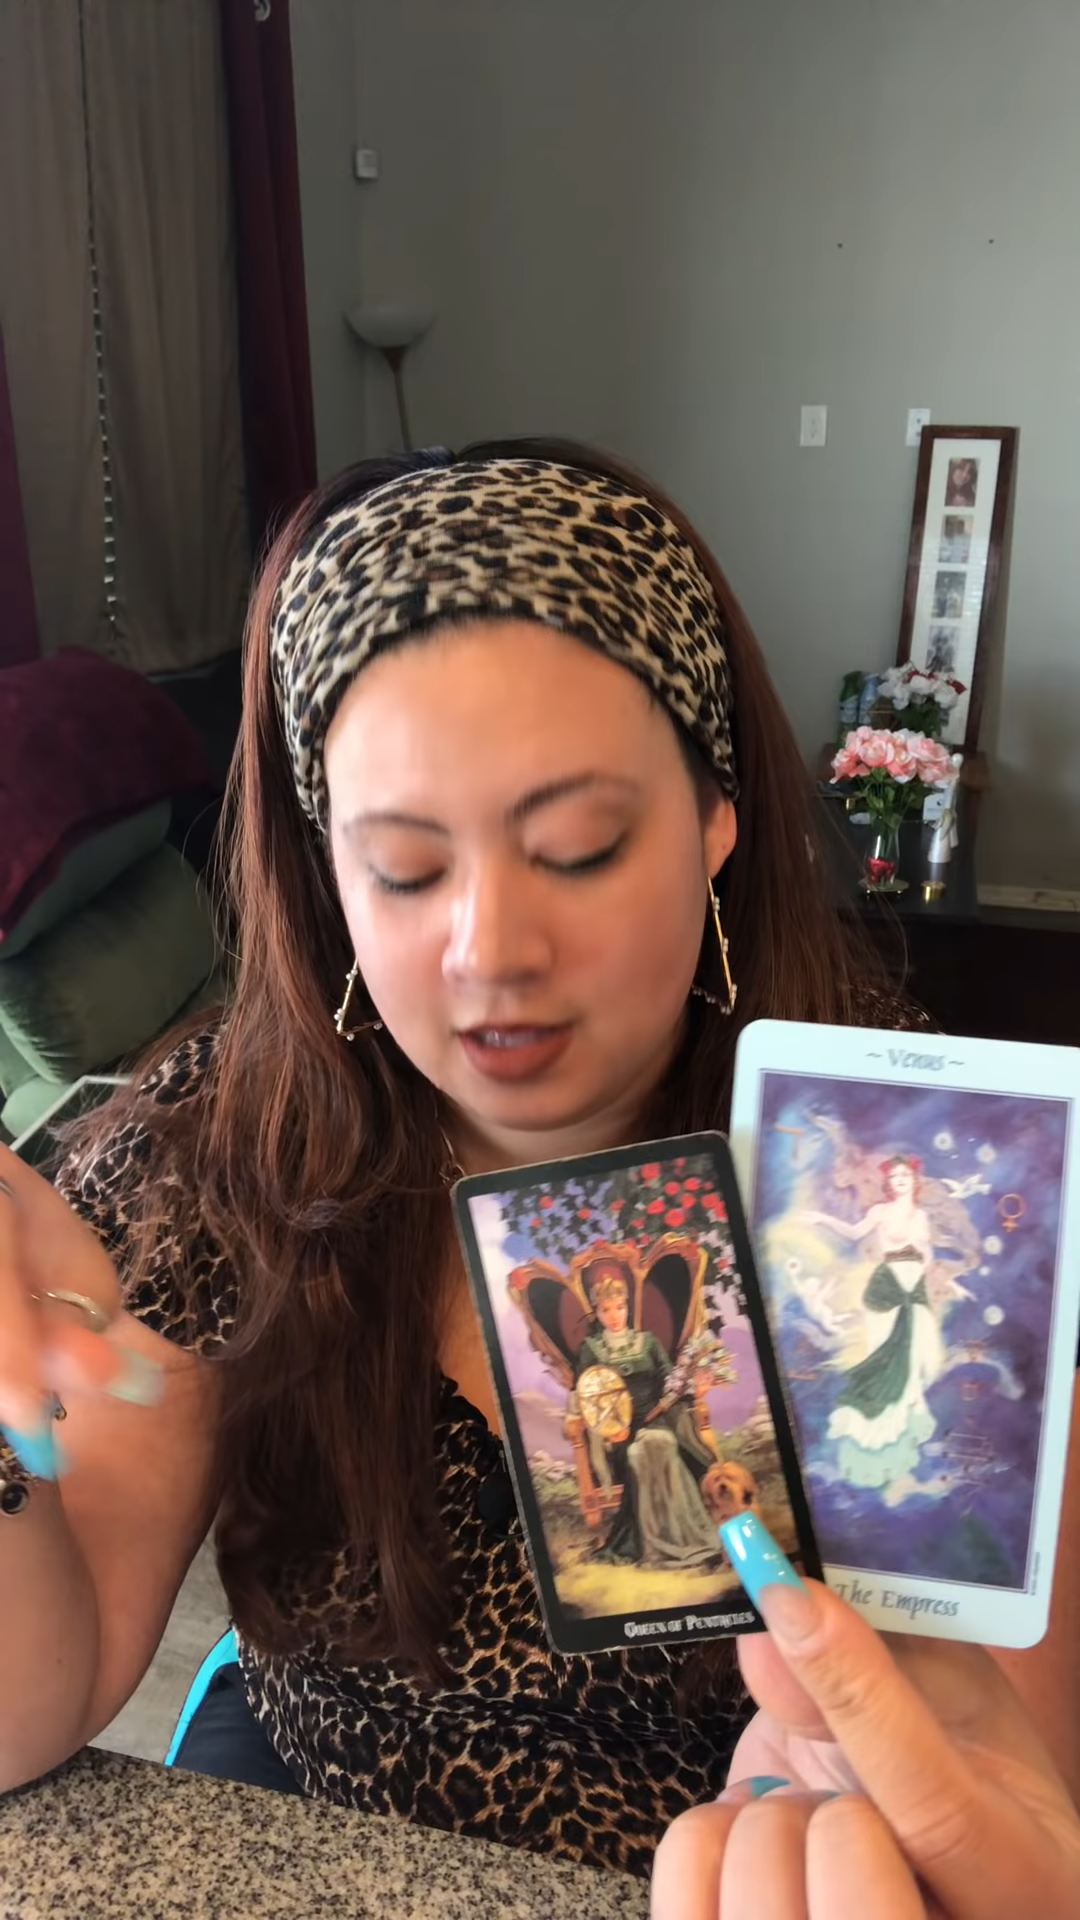 ~ Venus ~
Queen of Pentacles
The Empress